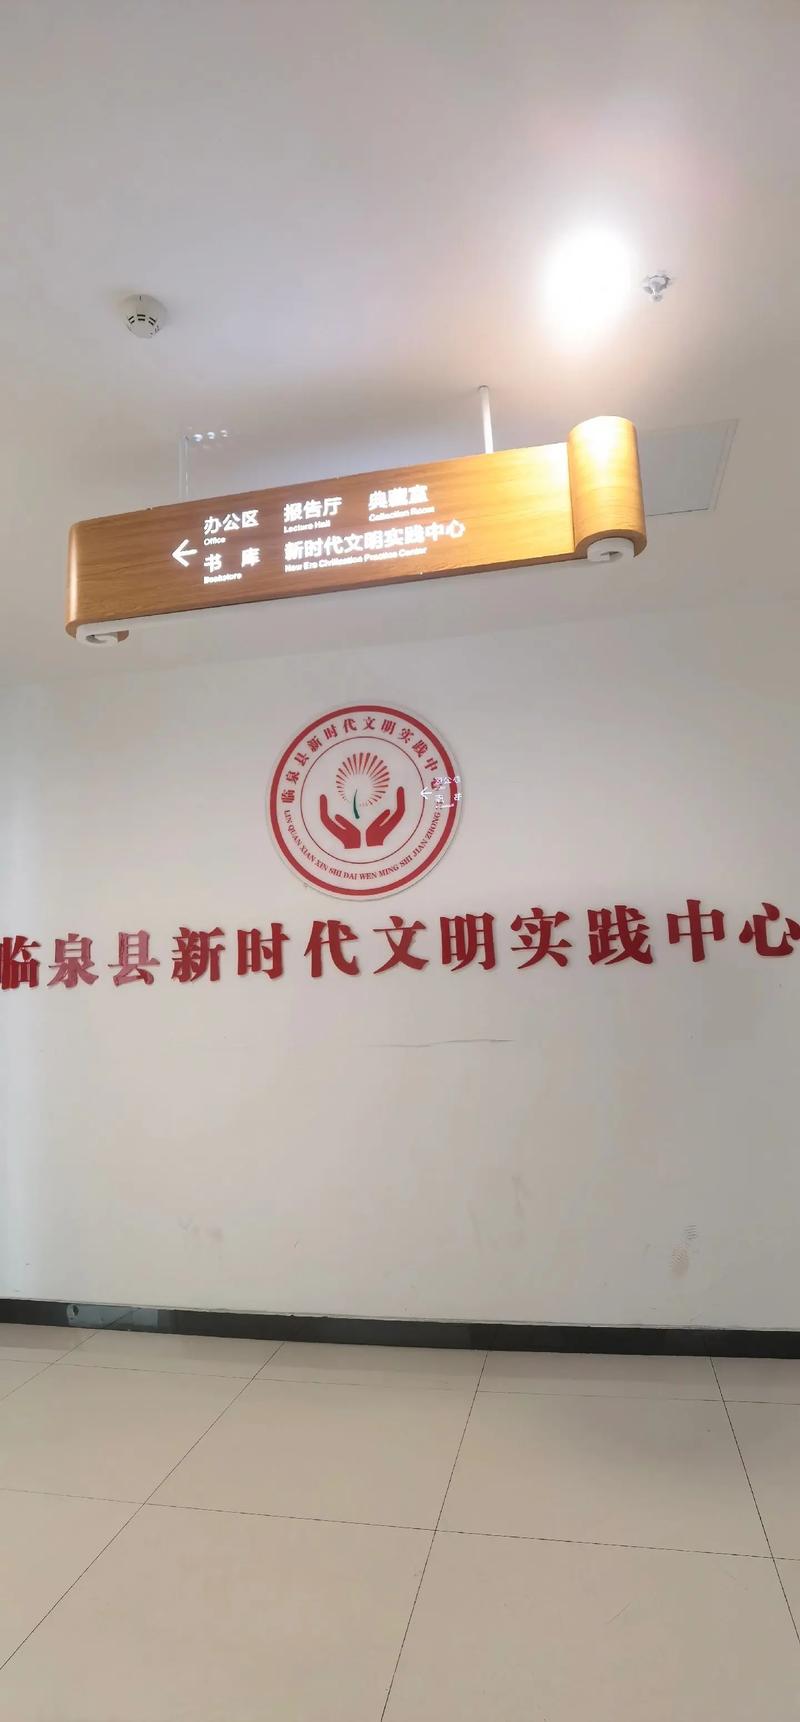 办公区 报告厅 典藏室
Office Lecture Hall Collection Room
← 书 库 新时代文明实践中心
Bookstore New Era Civilization Practice Center
临泉县新时代文明实践中心
LIN QUAN XIAN XIN SHI DAI WEN MING SHI JIAN ZHONG
临泉县新时代文明实践中心